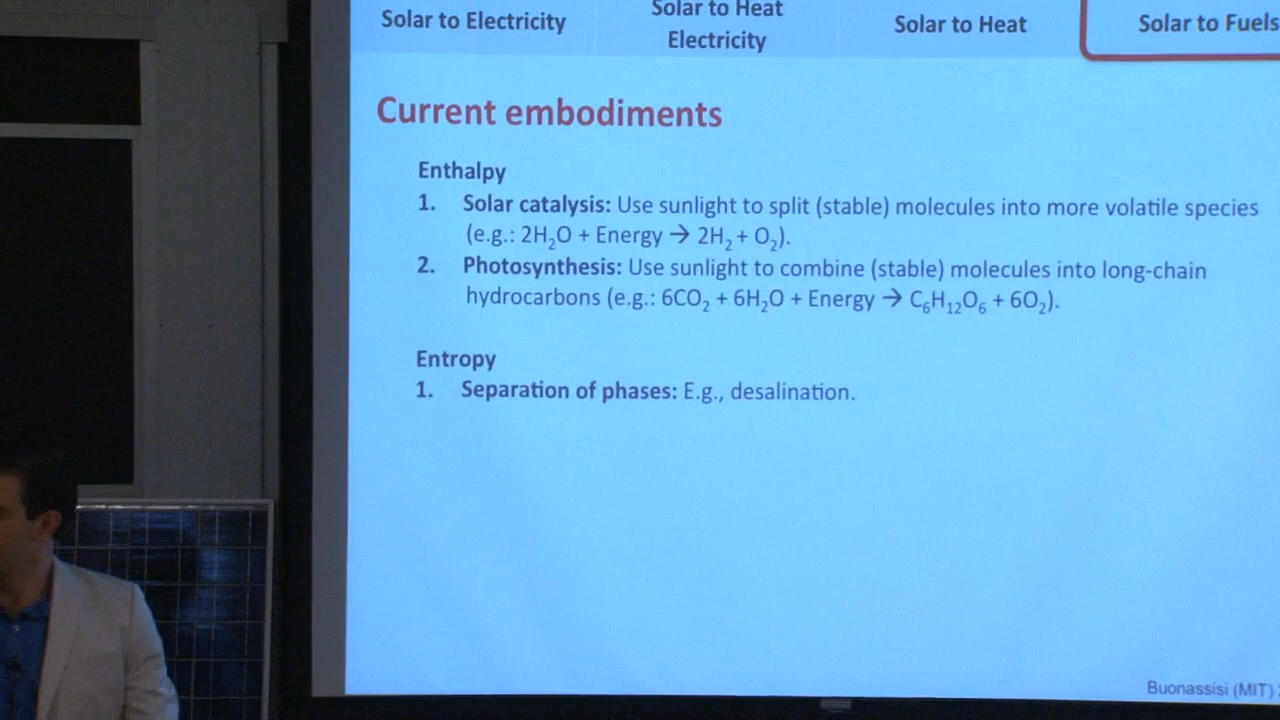 Solar to Electricity
Solar to Heat
Electricity
Solar to Heat
Solar to Fuels
Current embodiments
Enthalpy
1. Solar catalysis: Use sunlight to split (stable) molecules into more volatile species
(e.g.: 2H₂O + Energy → 2H₂ + O₂).
2. Photosynthesis: Use sunlight to combine (stable) molecules into long-chain
hydrocarbons (e.g.: 6CO₂ + 6H₂O + Energy → C₆H₁₂O₆ + 6O₂).
Entropy
1. Separation of phases: E.g., desalination.
Buonassisi (MIT)